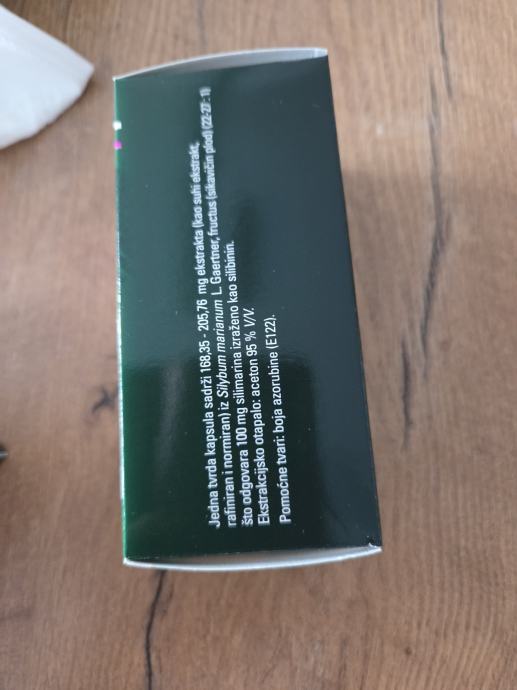 Jedna tvrda kapsula sadrži 168,35 - 205,76 mg ekstrakta (kao suhi ekstrakt,
rafiniran i normiran) iz Silybum marianum L. Gaertner, fructus (sikavičin plod) (22-27 : 1)
što odgovara 100 mg silimarina izraženo kao silibinin.
Ekstrakcijsko otapalo: aceton 95 % V/V.
Pomoćne tvari: boja azorubine (E122).